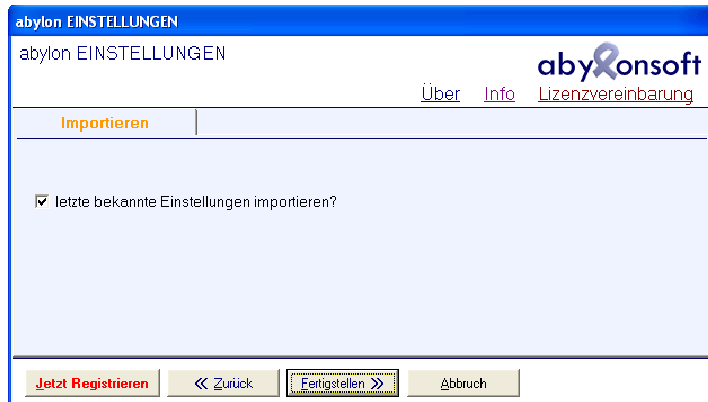 abylon EINSTELLUNGEN
abylon EINSTELLUNGEN
abylonsoft
Über Info Lizenzvereinbarung
Importieren
letzte bekannte Einstellungen importieren?
Jetzt Registrieren << Zurück Fertigstellen >> Abbruch